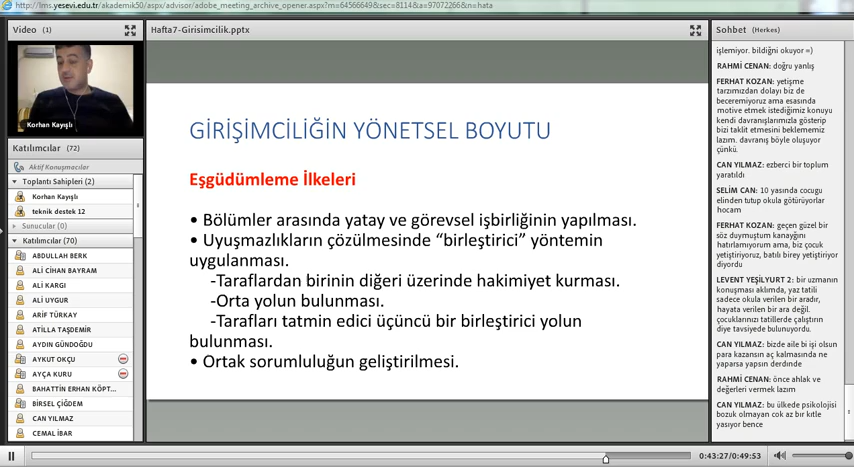 http://lms.yesevi.edu.tr/akademik50/aspx/advisor/adobe_meeting_archive_opener.aspx?m=64566649&sec=8114&a=97072266&n=hata
Video (1)
Korhan Kayışlı
Katılımcılar (72)
Aktif Konuşmacılar
Toplantı Sahipleri (2)
Korhan Kayışlı
teknik destek 12
Sunucular (0)
Katılımcılar (70)
ABDULLAH BERK
ALİ CİHAN BAYRAM
ALİ KARGI
ALİ UYGUR
ARİF TÜRKAY
ATİLLA TAŞDEMİR
AYDIN GÜNDOĞDU
AYKUT OKÇU
AYÇA KURU
BAHATTİN ERHAN KÖPT...
BİRSEL ÇİĞDEM
CAN YILMAZ
CEMAL İBAR
Hafta7-Girisimcilik.pptx
GİRİŞİMCİLİĞİN YÖNETSEL BOYUTU
Eşgüdümleme İlkeleri
• Bölümler arasında yatay ve görevsel işbirliğinin yapılması.
• Uyuşmazlıkların çözülmesinde “birleştirici” yöntemin
uygulanması.
-Taraflardan birinin diğeri üzerinde hakimiyet kurması.
-Orta yolun bulunması.
-Tarafları tatmin edici üçüncü bir birleştirici yolun
bulunması.
• Ortak sorumluluğun geliştirilmesi.
Sohbet (Herkes)
işlemiyor. bildiğni okuyor =)
RAHMİ CENAN: doğru yanlış
FERHAT KOZAN: yetişme
tarzımızdan dolayı biz de
beceremiyoruz ama esasında
motive etmek istediğimiz konuyu
kendi davranışlarımızla gösterip
bizi taklit etmesini beklememiz
lazım. davranış böyle oluşuyor
çünkü.
CAN YILMAZ: ezberci bir toplum
yaratıldı
SELİM CAN: 10 yasında cocugu
elinden tutup okula götürüyorlar
hocam
FERHAT KOZAN: geçen güzel bir
söz duymuştum kanayğını
hatırlamıyorum ama, biz çocuk
yetiştiriyoruz, batılı birey yetiştiriyor
diyordu
LEVENT YEŞİLYURT 2: bir uzmanın
konuşması aklımda, yaz tatili
sadece okula verilen bir aradır,
hayata verilen bir ara değil.
çocuklarınızı tatillerde çalıştırın
diye tavsiyede bulunuyordu.
CAN YILMAZ: bizde aile bi işi olsun
para kazansın aç kalmasında ne
yaparsa yapsın derdınde
RAHMİ CENAN: önce ahlak ve
değerleri vermek lazım
CAN YILMAZ: bu ülkede psikolojisi
bozuk olmayan cok az bır kıtle
yasıyor bence
0:43:27/0:49:53